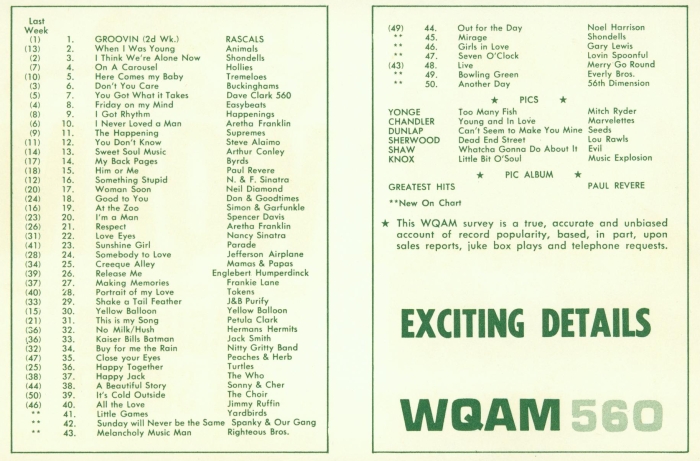 Last
Week
(1) 1. GROOVIN (2d Wk.) RASCALS
(13) 2. When I Was Young Animals
(2) 3. I Think We're Alone Now Shondells
(7) 4. On A Carousel Hollies
(10) 5. Here Comes my Baby Tremeloes
(3) 6. Don't You Care Buckinghams
(5) 7. You Got What it Takes Dave Clark 560
(4) 8. Friday on my Mind Easybeats
(8) 9. I Got Rhythm Happenings
(6) 10. I Never Loved a Man Aretha Franklin
(9) 11. The Happening Supremes
(11) 12. You Don't Know Steve Alaimo
(14) 13. Sweet Soul Music Arthur Conley
(17) 14. My Back Pages Byrds
(18) 15. Him or Me Paul Revere
(12) 16. Something Stupid N. & F. Sinatra
(20) 17. Woman Soon Neil Diamond
(24) 18. Good to You Don & Goodtimes
(16) 19. At the Zoo Simon & Garfunkle
(23) 20. I'm a Man Spencer Davis
(26) 21. Respect Aretha Franklin
(31) 22. Love Eyes Nancy Sinatra
(41) 23. Sunshine Girl Parade
(28) 24. Somebody to Love Jefferson Airplane
(34) 25. Creeque Alley Mamas & Papas
(39) 26. Release Me Englebert Humperdinck
(37) 27. Making Memories Frankie Lane
(40) 28. Portrait of my Love Tokens
(33) 29. Shake a Tail Feather J&B Purify
(15) 30. Yellow Balloon Yellow Balloon
(21) 31. This is my Song Petula Clark
(36) 32. No Milk/Hush Hermans Hermits
(36) 33. Kaiser Bills Batman Jack Smith
(32) 34. Buy for me the Rain Nitty Gritty Band
(47) 35. Close your Eyes Peaches & Herb
(25) 36. Happy Together Turtles
(38) 37. Happy Jack The Who
(44) 38. A Beautiful Story Sonny & Cher
(50) 39. It's Cold Outside The Choir
(46) 40. All the Love Jimmy Ruffin
** 41. Little Games Yardbirds
** 42. Sunday will Never be the Same Spanky & Our Gang
** 43. Melancholy Music Man Righteous Bros.
(49) 44. Out for the Day Noel Harrison
** 45. Mirage Shondells
** 46. Girls in Love Gary Lewis
** 47. Seven O'Clock Lovin Spoonful
(43) 48. Live Merry Go Round
** 49. Bowling Green Everly Bros.
** 50. Another Day 56th Dimension
★ PICS ★
YONGE Too Many Fish Mitch Ryder
CHANDLER Young and in Love Marvelettes
DUNLAP Can't Seem to Make You Mine Seeds
SHERWOOD Dead End Street Lou Rawls
SHAW Whatcha Gonna Do About It Evil
KNOX Little Bit O'Soul Music Explosion
★ PIC ALBUM ★
GREATEST HITS PAUL REVERE
**New On Chart
★ This WQAM survey is a true, accurate and unbiased
account of record popularity, based, in part, upon
sales reports, juke box plays and telephone requests.
EXCITING DETAILS
WQAM 560